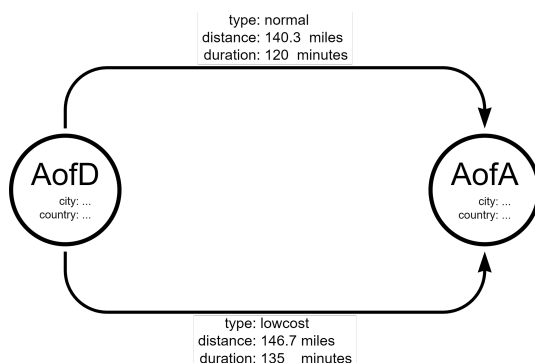 type: normal
distance: 140.3 miles
duration: 120 minutes
AofD
city: ...
country: ...
AofA
city: ...
country: ...
type: lowcost
distance: 146.7 miles
duration: 135 minutes